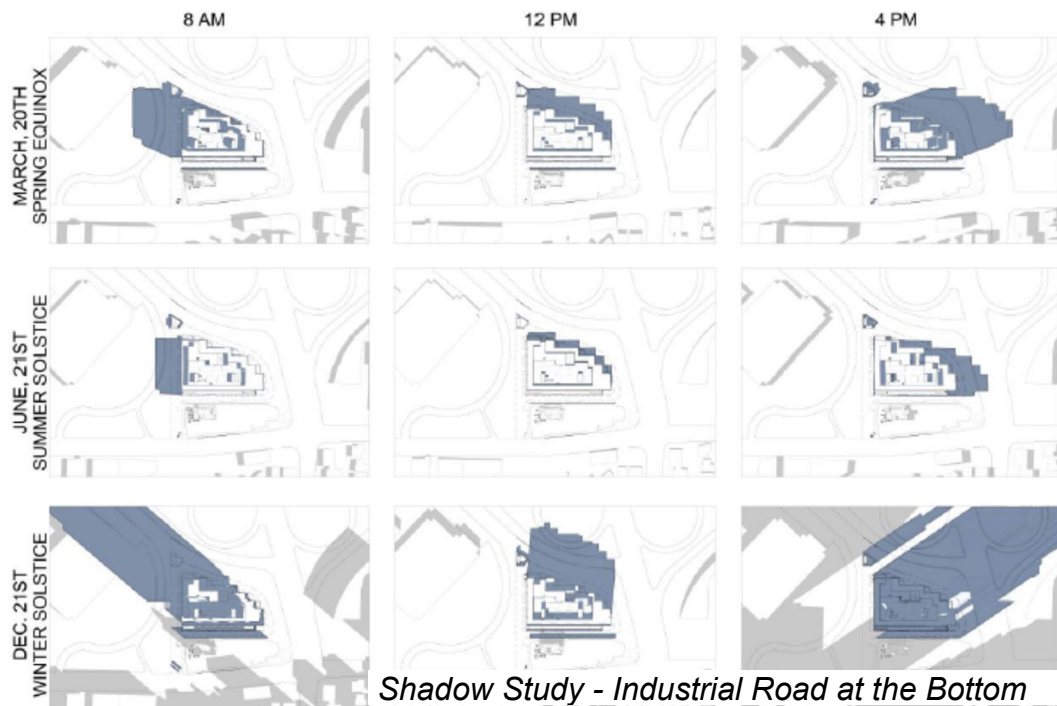 8 AM
12 PM
4 PM
MARCH, 20TH
SPRING EQUINOX
JUNE, 21ST
SUMMER SOLSTICE
DEC. 21ST
WINTER SOLSTICE
Shadow Study - Industrial Road at the Bottom